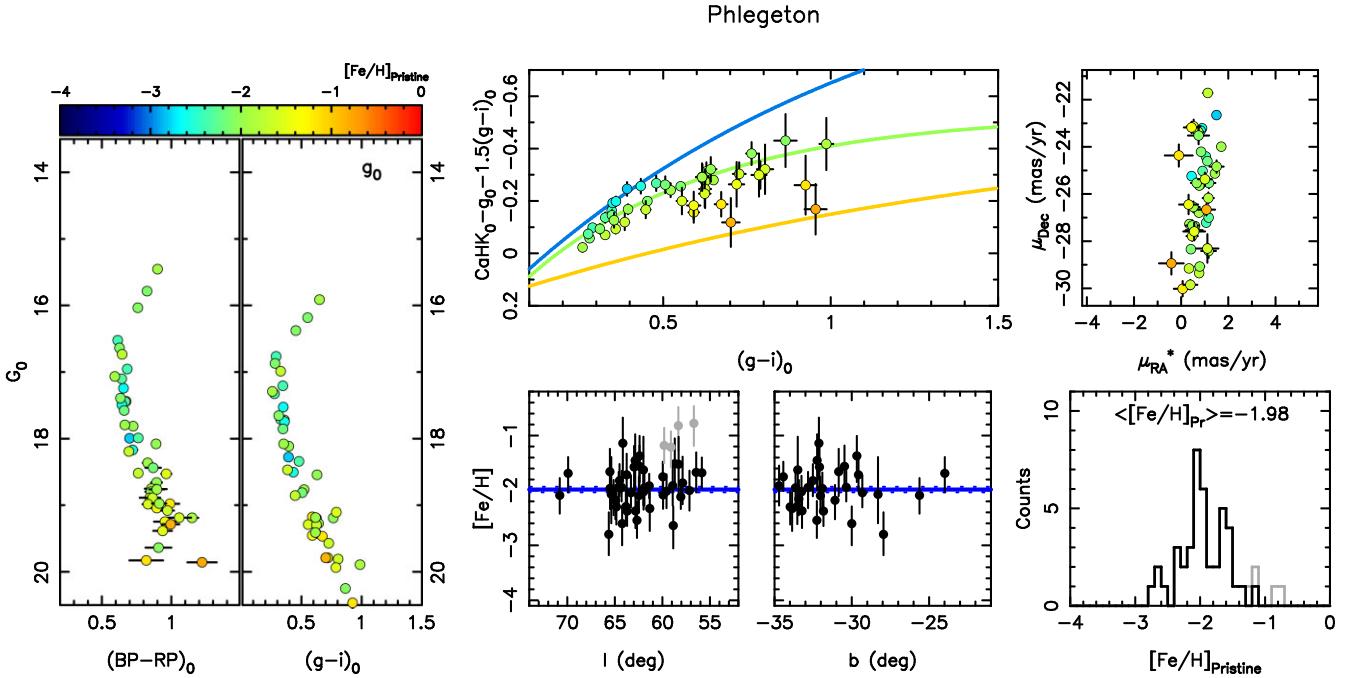 Phlegeton
[Fe/H]Pristine
−4 −3 −2 −1 0
g0
14 16 18 20
G0
14 16 18 20
0.5 1
(BP−RP)0
0.5 1 1.5
(g−i)0
−0.6 −0.4 −0.2 0 0.2
CaHK0−g0−1.5(g−i)0
0.5 1 1.5
(g−i)0
−22 −24 −26 −28 −30
μDec (mas/yr)
−4 −2 0 2 4
μRA* (mas/yr)
−1 −2 −3 −4
[Fe/H]
70 65 60 55
l (deg)
−35 −30 −25
b (deg)
<[Fe/H]Pr>=−1.98
10 5 0
Counts
−4 −3 −2 −1 0
[Fe/H]Pristine